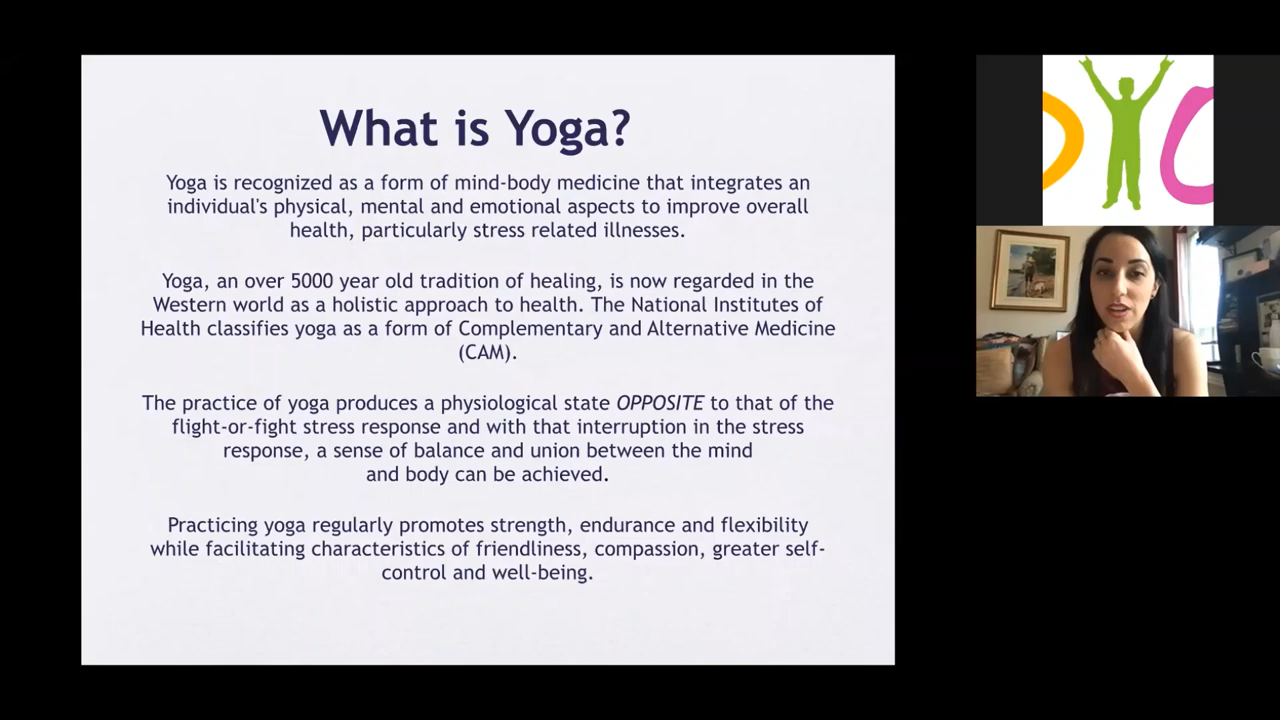 What is Yoga?
Yoga is recognized as a form of mind-body medicine that integrates an
individual's physical, mental and emotional aspects to improve overall
health, particularly stress related illnesses.
Yoga, an over 5000 year old tradition of healing, is now regarded in the
Western world as a holistic approach to health. The National Institutes of
Health classifies yoga as a form of Complementary and Alternative Medicine
(CAM).
The practice of yoga produces a physiological state OPPOSITE to that of the
flight-or-fight stress response and with that interruption in the stress
response, a sense of balance and union between the mind
and body can be achieved.
Practicing yoga regularly promotes strength, endurance and flexibility
while facilitating characteristics of friendliness, compassion, greater self-
control and well-being.